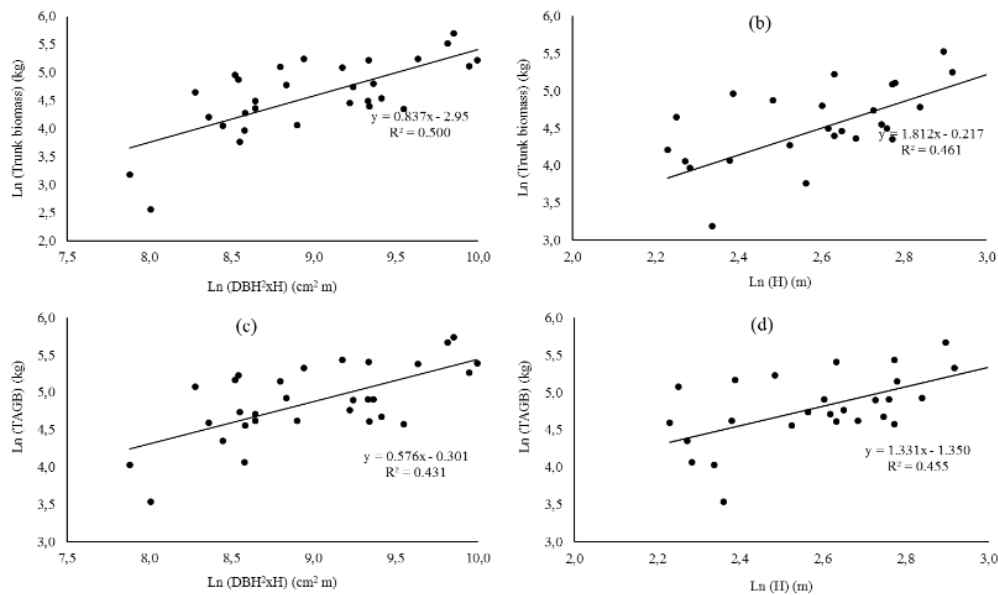 6,0
5,5
5,0
4,5
4,0
3,5
3,0
2,5
2,0
Ln (Trunk biomass) (kg)
y = 0.837x - 2.95
R² = 0.500
7,5 8,0 8,5 9,0 9,5 10,0
Ln (DBH²xH) (cm² m)
(b)
6,0
5,5
5,0
4,5
4,0
3,5
3,0
Ln (Trunk biomass) (kg)
y = 1.812x - 0.217
R² = 0.461
2,0 2,2 2,4 2,6 2,8 3,0
Ln (H) (m)
(c)
6,0
5,5
5,0
4,5
4,0
3,5
3,0
Ln (TAGB) (kg)
y = 0.576x - 0.301
R² = 0.431
7,5 8,0 8,5 9,0 9,5 10,0
Ln (DBH²xH) (cm² m)
(d)
6,0
5,5
5,0
4,5
4,0
3,5
3,0
Ln (TAGB) (kg)
y = 1.331x - 1.350
R² = 0.455
2,0 2,2 2,4 2,6 2,8 3,0
Ln (H) (m)